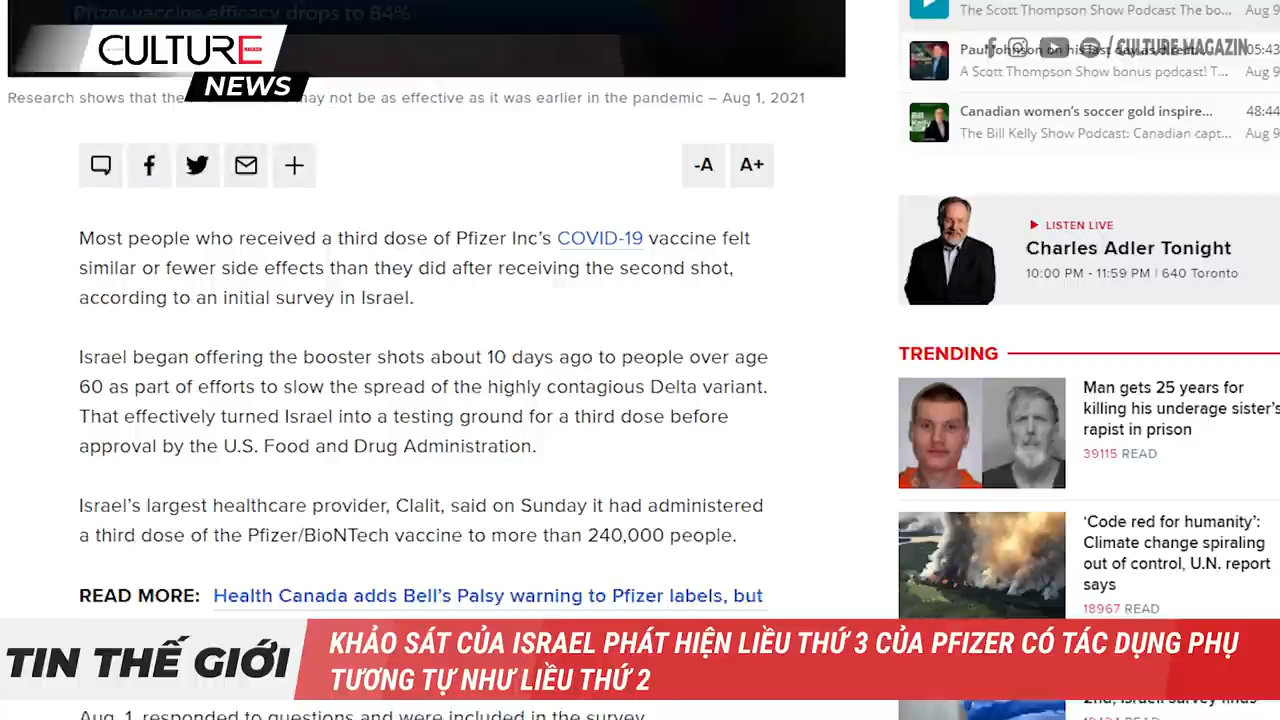 Pfizer vaccine efficacy drops to 84%
CULTURE
NEWS
Research shows that the may not be as effective as it was earlier in the pandemic – Aug 1, 2021
-A A+
Most people who received a third dose of Pfizer Inc's COVID-19 vaccine felt
similar or fewer side effects than they did after receiving the second shot,
according to an initial survey in Israel.
Israel began offering the booster shots about 10 days ago to people over age
60 as part of efforts to slow the spread of the highly contagious Delta variant.
That effectively turned Israel into a testing ground for a third dose before
approval by the U.S. Food and Drug Administration.
Israel's largest healthcare provider, Clalit, said on Sunday it had administered
a third dose of the Pfizer/BioNTech vaccine to more than 240,000 people.
READ MORE: Health Canada adds Bell's Palsy warning to Pfizer labels, but
Aug. 1, responded to questions and were included in the survey.
The Scott Thompson Show Podcast The bo... Aug 9
/CULTURE MAGAZIN
Paul Johnson on his last day as direct... 05:43
A Scott Thompson Show bonus podcast! T... Aug 9
Canadian women's soccer gold inspire... 48:44
The Bill Kelly Show Podcast: Canadian capt... Aug 9
Bill
Kelly
LISTEN LIVE
Charles Adler Tonight
10:00 PM - 11:59 PM | 640 Toronto
TRENDING
Man gets 25 years for
killing his underage sister's
rapist in prison
39115 READ
'Code red for humanity':
Climate change spiraling
out of control, U.N. report
says
18967 READ
2nd, Israeli survey finds
TIN THẾ GIỚI
KHẢO SÁT CỦA ISRAEL PHÁT HIỆN LIỀU THỨ 3 CỦA PFIZER CÓ TÁC DỤNG PHỤ
TƯƠNG TỰ NHƯ LIỀU THỨ 2